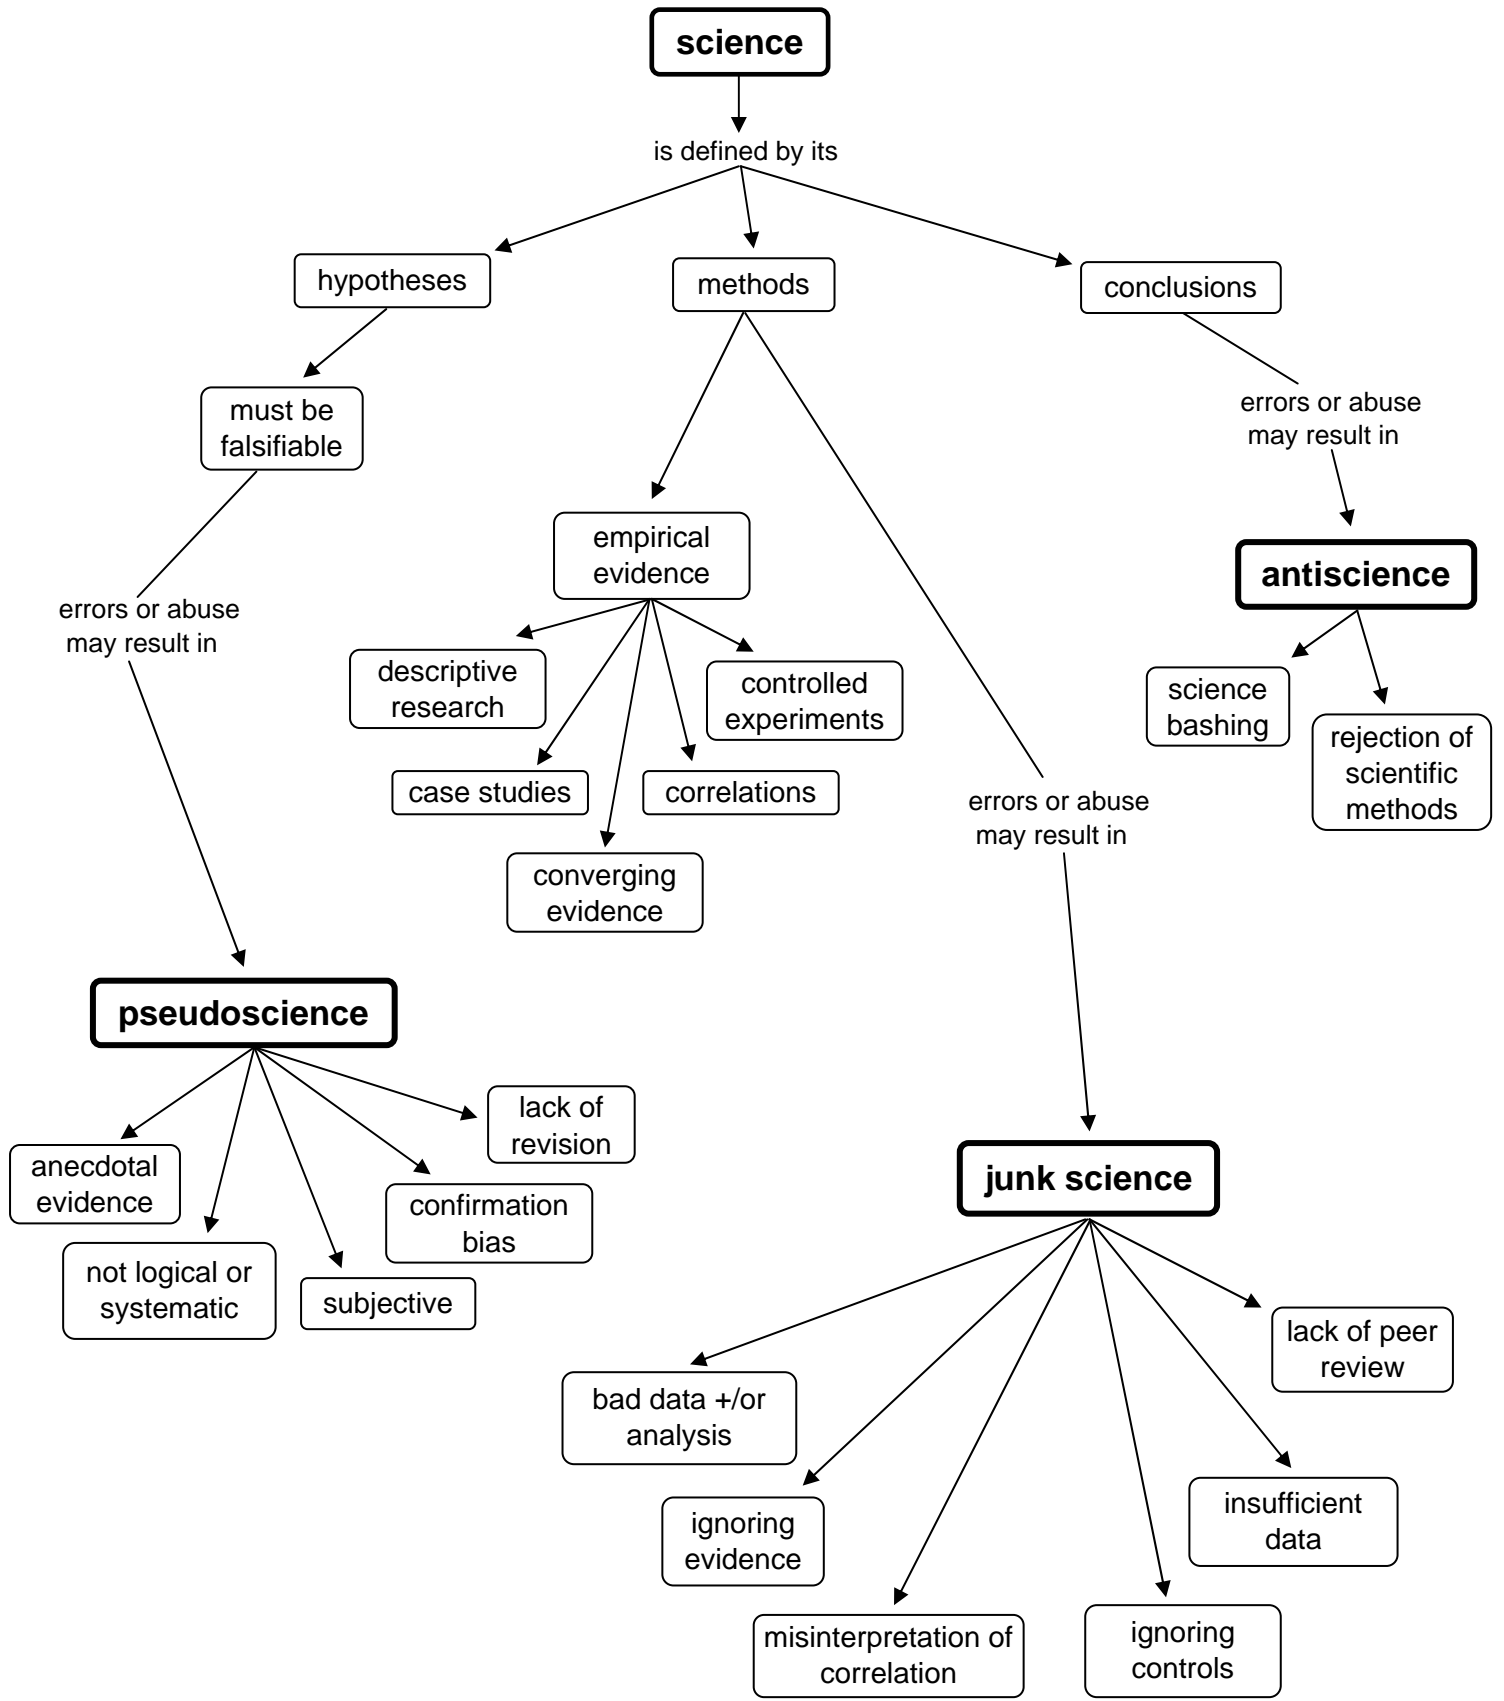 science
is defined by its
hypotheses
methods
conclusions
must be
falsifiable
errors or abuse
may result in
empirical
evidence
antiscience
errors or abuse
may result in
descriptive
research
controlled
experiments
science
bashing
rejection of
scientific
methods
case studies
correlations
errors or abuse
may result in
converging
evidence
pseudoscience
lack of
revision
anecdotal
evidence
confirmation
bias
not logical or
systematic
subjective
junk science
lack of peer
review
bad data +/or
analysis
insufficient
data
ignoring
evidence
misinterpretation of
correlation
ignoring
controls